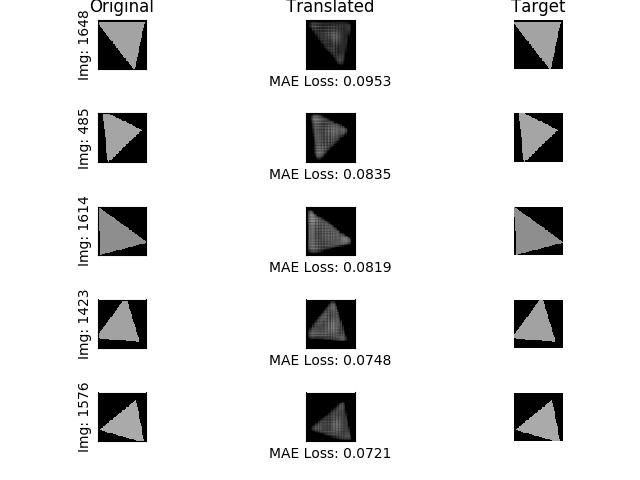 Original Translated Target
Img: 1648
MAE Loss: 0.0953
Img: 485
MAE Loss: 0.0835
Img: 1614
MAE Loss: 0.0819
Img: 1423
MAE Loss: 0.0748
Img: 1576
MAE Loss: 0.0721